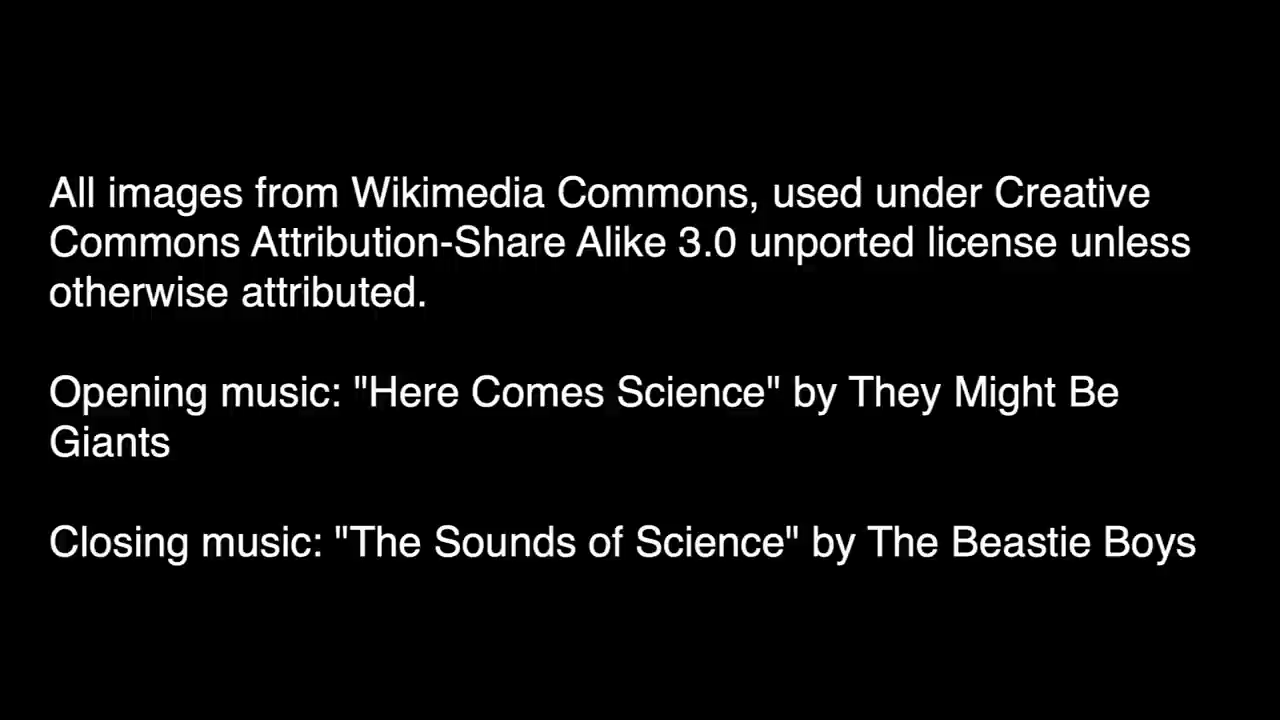 All images from Wikimedia Commons, used under Creative
Commons Attribution-Share Alike 3.0 unported license unless
otherwise attributed.
Opening music: "Here Comes Science" by They Might Be
Giants
Closing music: "The Sounds of Science" by The Beastie Boys